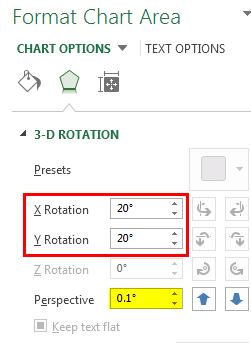 Format Chart Area
CHART OPTIONS TEXT OPTIONS
3-D ROTATION
Presets
X Rotation 20°
Y Rotation 20°
Z Rotation 0°
Perspective 0.1°
Keep text flat